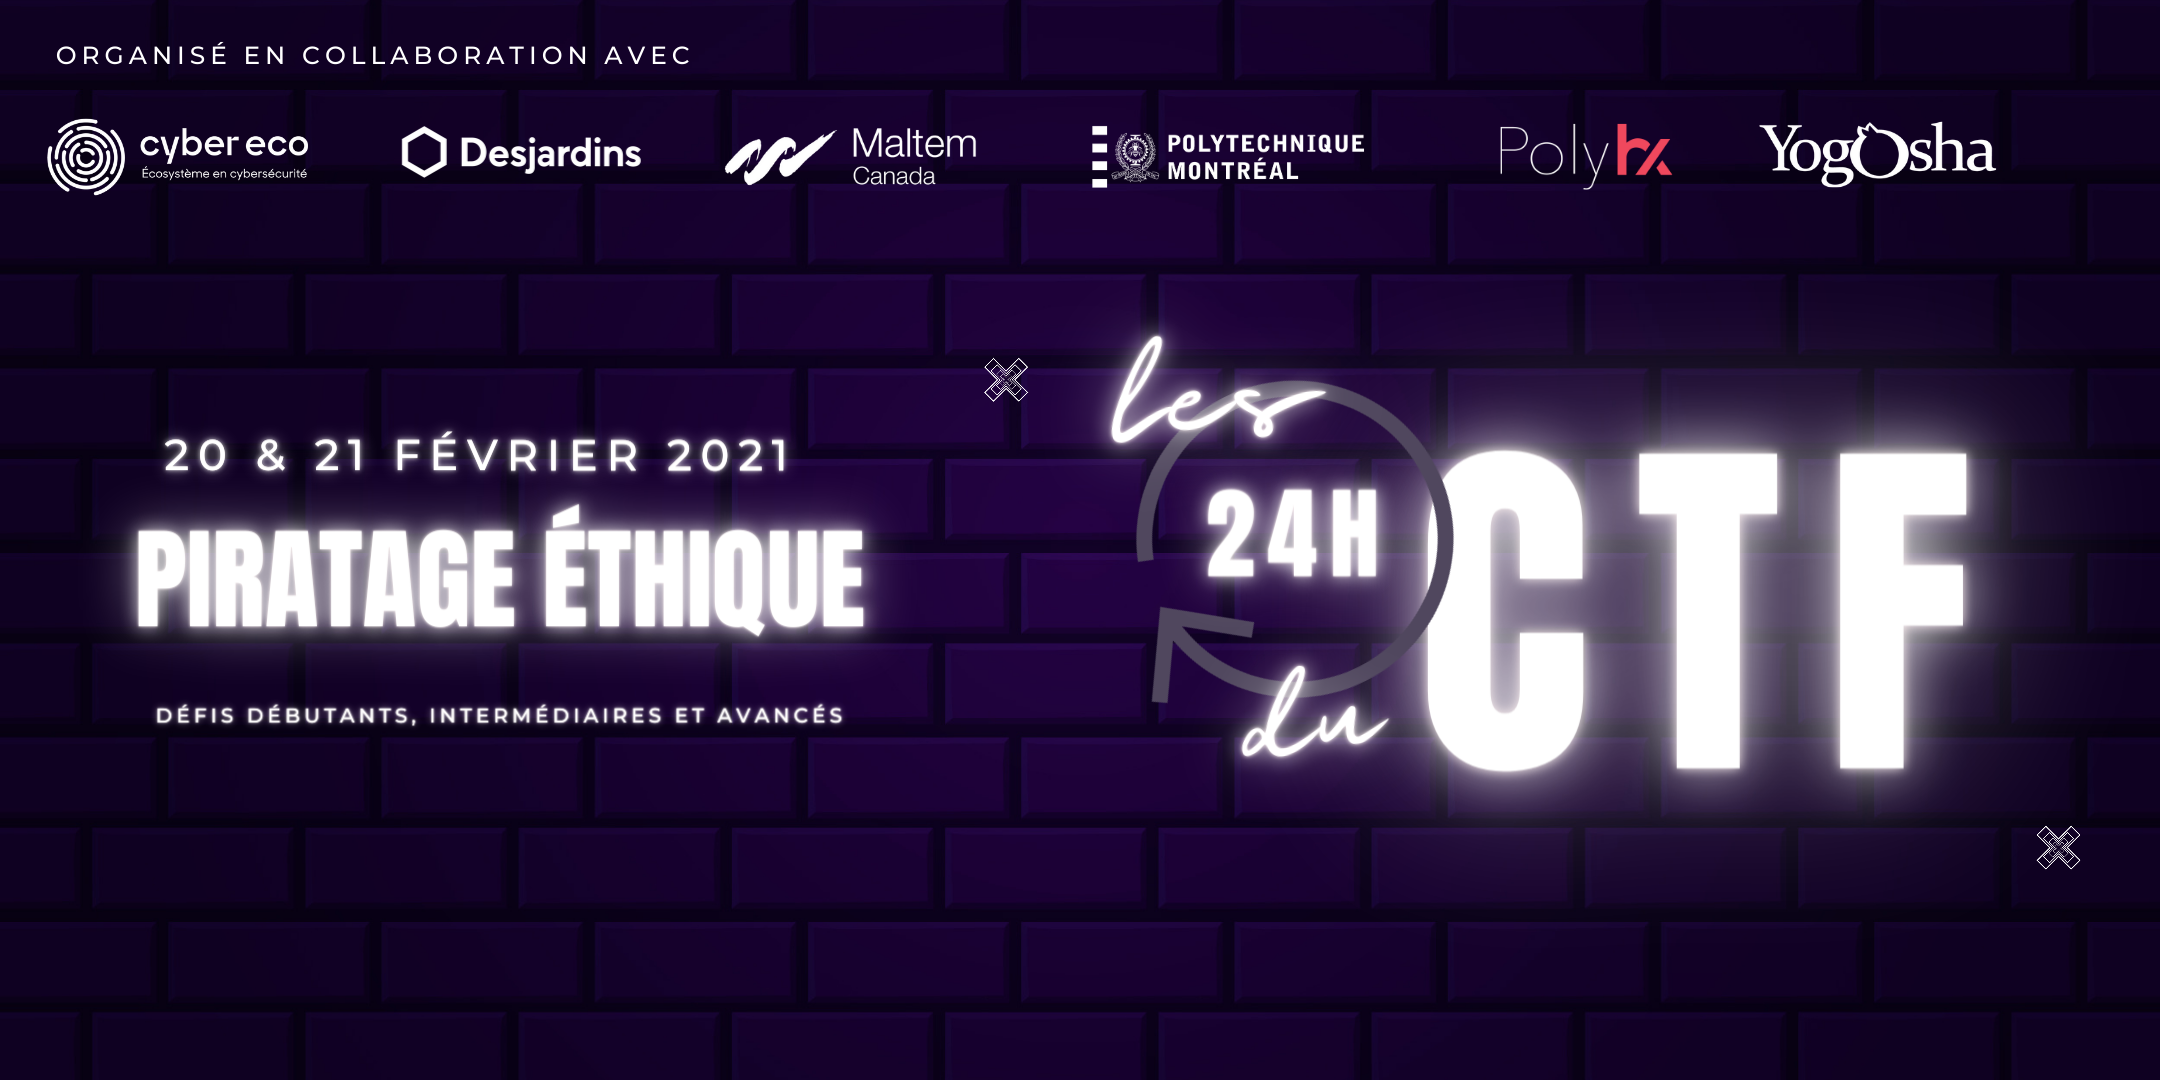 ORGANISÉ EN COLLABORATION AVEC
cyber eco
Écosystème en cybersécurité
Desjardins
Maltem
Canada
POLYTECHNIQUE
MONTRÉAL
Polyhx
Yogosha
20 & 21 FÉVRIER 2021
PIRATAGE ÉTHIQUE
DÉFIS DÉBUTANTS, INTERMÉDIAIRES ET AVANCÉS
les
24H
du
CTF